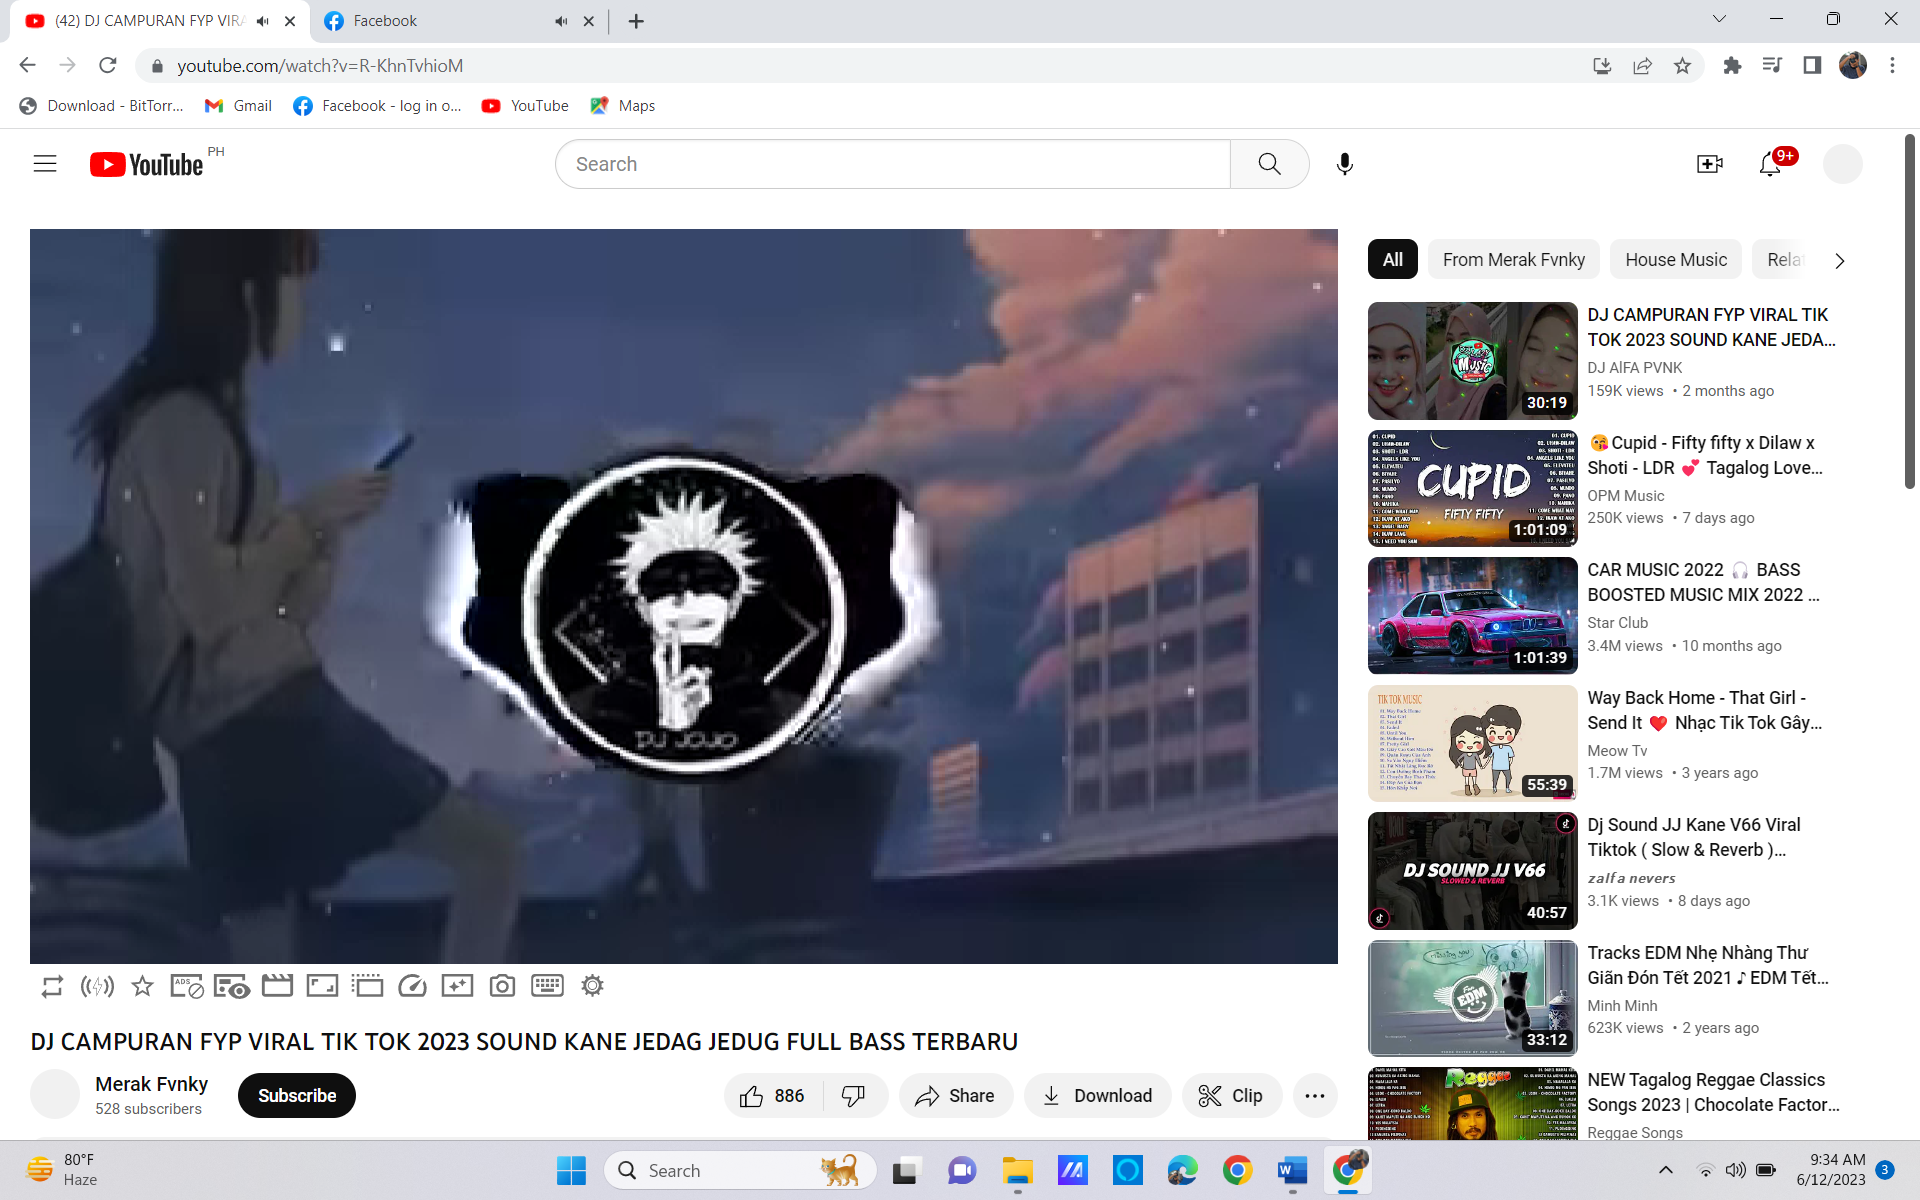 (42) DJ CAMPURAN FYP VIRA
Facebook
youtube.com/watch?v=R-KhnTvhioM
Download - BitTorr...
Gmail
Facebook - log in o...
YouTube
Maps
YouTube PH
Search
9+
DJ JOJO
All
From Merak Fvnky
House Music
Rela
DJ CAMPURAN FYP VIRAL TIK
TOK 2023 SOUND KANE JEDA...
DJ AlFA PVNK
159K views • 2 months ago
MUSIC
30:19
😘Cupid - Fifty fifty x Dilaw x
Shoti - LDR 💕 Tagalog Love...
OPM Music
250K views • 7 days ago
CUPID
FIFTY FIFTY
1:01:09
CAR MUSIC 2022 🎧 BASS
BOOSTED MUSIC MIX 2022 ...
Star Club
3.4M views • 10 months ago
1:01:39
Way Back Home - That Girl -
Send It ❤️ Nhạc Tik Tok Gây...
Meow Tv
1.7M views • 3 years ago
TIK TOK MUSIC
55:39
Dj Sound JJ Kane V66 Viral
Tiktok ( Slow & Reverb )...
zalfa nevers
3.1K views • 8 days ago
DJ SOUND JJ V66
SLOWED & REVERB
40:57
Tracks EDM Nhẹ Nhàng Thư
Giãn Đón Tết 2021 ♪ EDM Tết...
Minh Minh
623K views • 2 years ago
missing you
EDM
33:12
NEW Tagalog Reggae Classics
Songs 2023 | Chocolate Factor...
Reggae Songs
Reggae
ADS
DJ CAMPURAN FYP VIRAL TIK TOK 2023 SOUND KANE JEDAG JEDUG FULL BASS TERBARU
Merak Fvnky
528 subscribers
Subscribe
886
Share
Download
Clip
80°F
Haze
Search
9:34 AM
6/12/2023
3